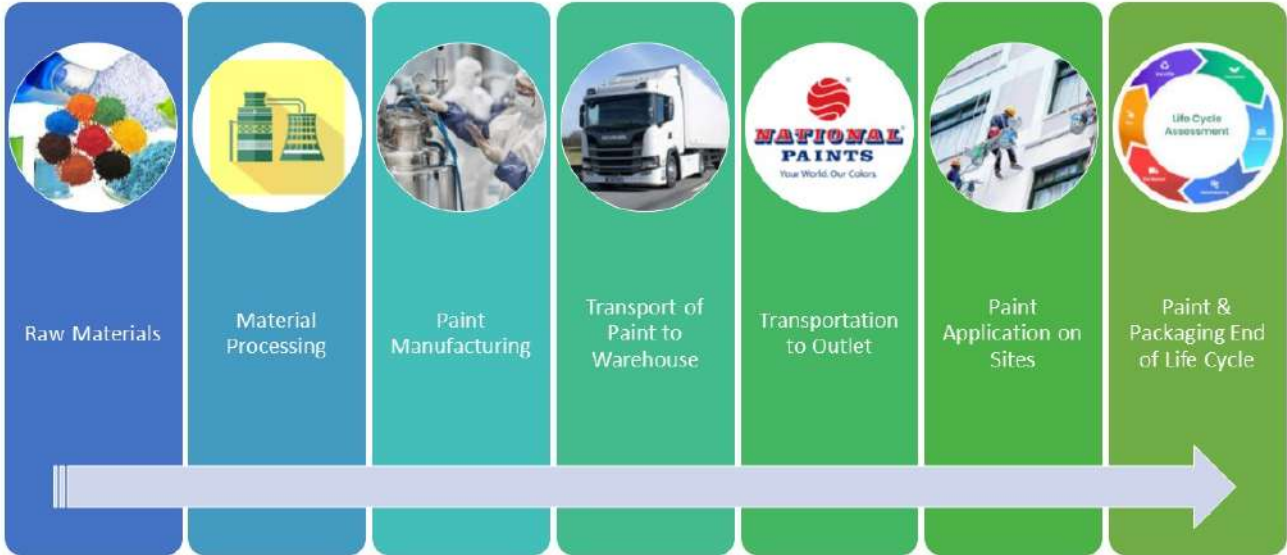 NATIONAL
PAINTS
Your World. Our Colors
Life Cycle
Assessment
Raw Materials
Material
Processing
Paint
Manufacturing
Transport of
Paint to
Warehouse
Transportation
to Outlet
Paint
Application on
Sites
Paint &
Packaging End
of Life Cycle